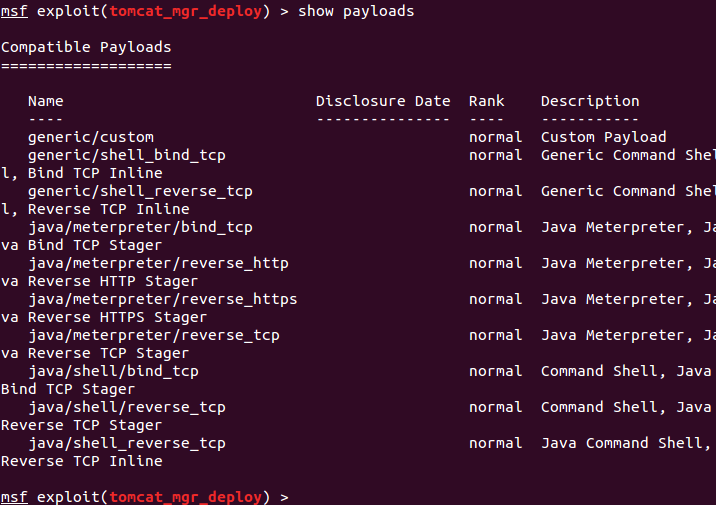 msf exploit(tomcat_mgr_deploy) > show payloads
Compatible Payloads
===================
Name Disclosure Date Rank Description
---- --------------- ---- -----------
generic/custom normal Custom Payload
generic/shell_bind_tcp normal Generic Command Shel
l, Bind TCP Inline
generic/shell_reverse_tcp normal Generic Command Shel
l, Reverse TCP Inline
java/meterpreter/bind_tcp normal Java Meterpreter, Ja
va Bind TCP Stager
java/meterpreter/reverse_http normal Java Meterpreter, Ja
va Reverse HTTP Stager
java/meterpreter/reverse_https normal Java Meterpreter, Ja
va Reverse HTTPS Stager
java/meterpreter/reverse_tcp normal Java Meterpreter, Ja
va Reverse TCP Stager
java/shell/bind_tcp normal Command Shell, Java
Bind TCP Stager
java/shell/reverse_tcp normal Command Shell, Java
Reverse TCP Stager
java/shell_reverse_tcp normal Java Command Shell,
Reverse TCP Inline
msf exploit(tomcat_mgr_deploy) >